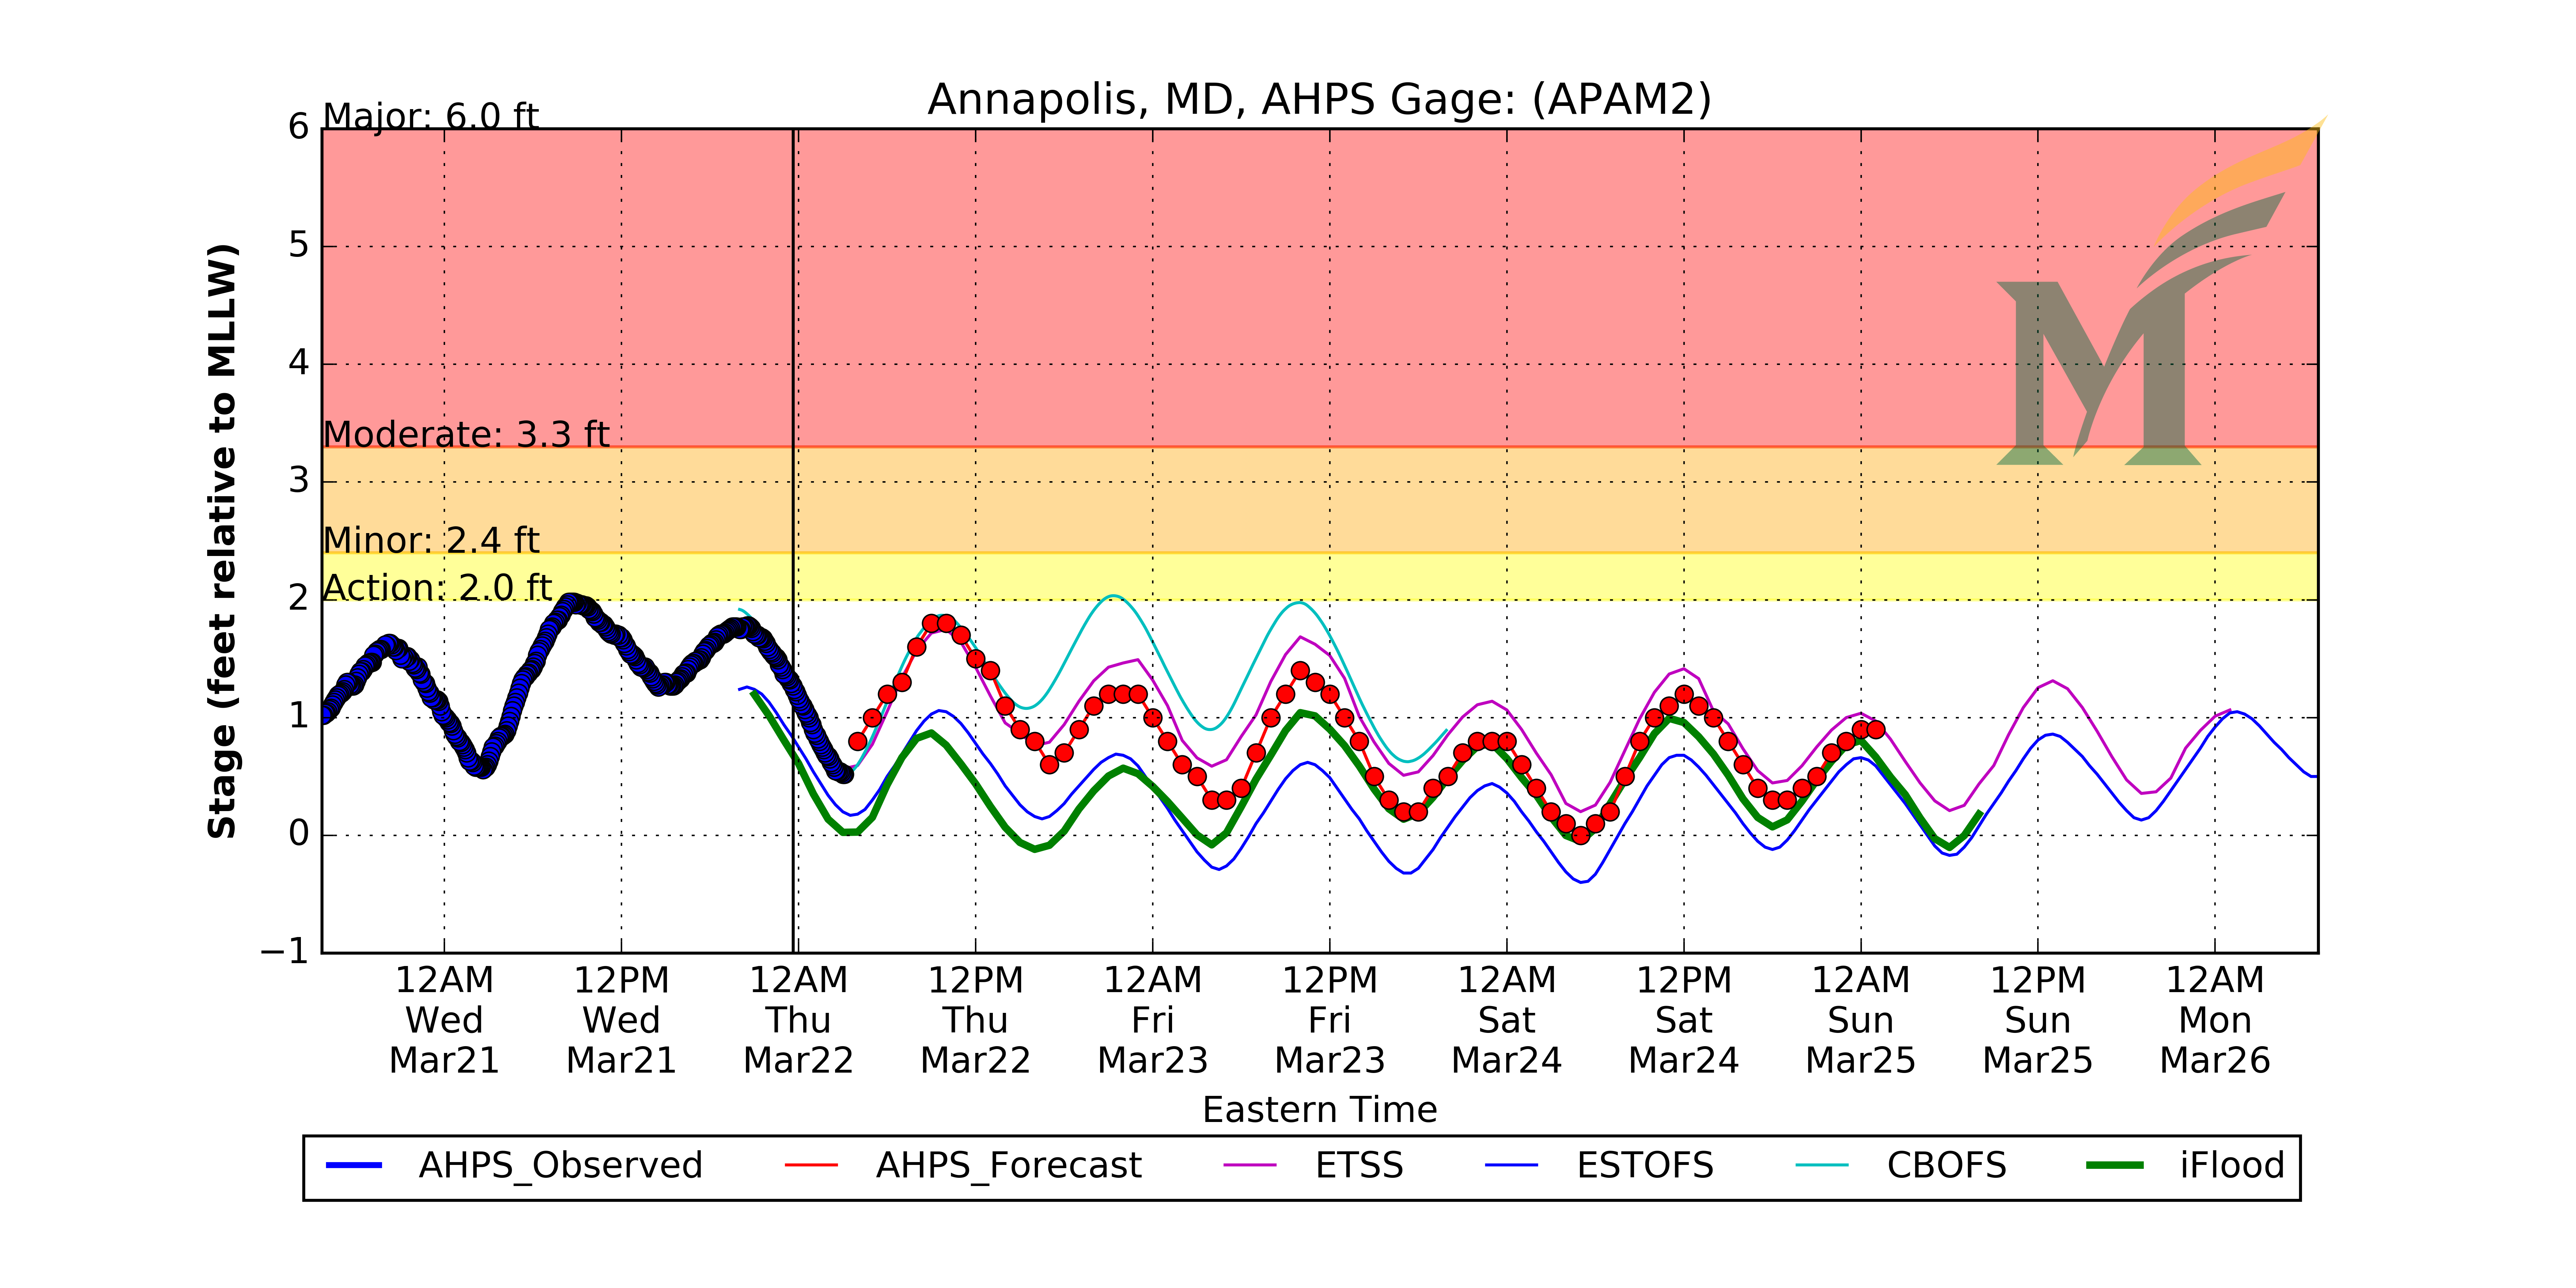 Annapolis, MD, AHPS Gage: (APAM2)
Major: 6.0 ft
Moderate: 3.3 ft
Minor: 2.4 ft
Action: 2.0 ft
Stage (feet relative to MLLW)
6
5
4
3
2
1
0
−1
12AM Wed Mar21
12PM Wed Mar21
12AM Thu Mar22
12PM Thu Mar22
12AM Fri Mar23
12PM Fri Mar23
12AM Sat Mar24
12PM Sat Mar24
12AM Sun Mar25
12PM Sun Mar25
12AM Mon Mar26
Eastern Time
AHPS_Observed AHPS_Forecast ETSS ESTOFS CBOFS iFlood
M